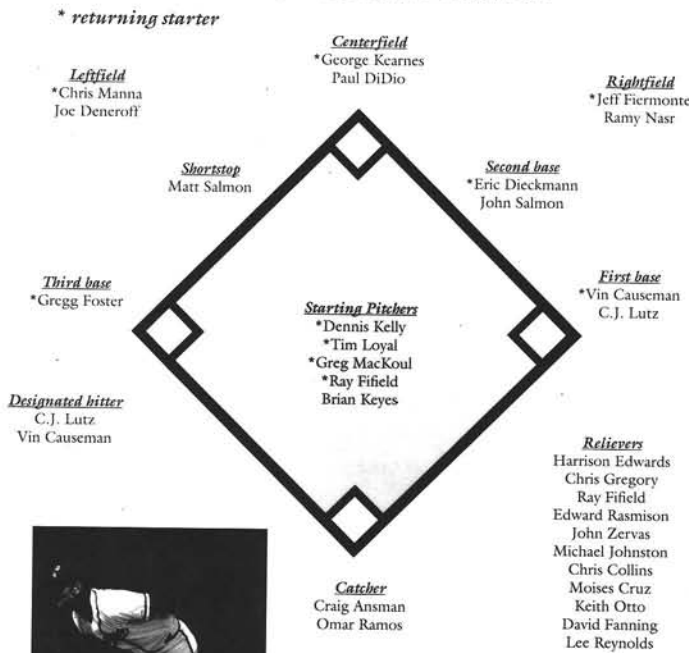 * returning starter
Centerfield
*George Kearnes
Paul DiDio
Leftfield
*Chris Manna
Joe Deneroff
Rightfield
*Jeff Fiermonte
Ramy Nasr
Shortstop
Matt Salmon
Second base
*Eric Dieckmann
John Salmon
Third base
*Gregg Foster
First base
*Vin Causeman
C.J. Lutz
Starting Pitchers
*Dennis Kelly
*Tim Loyal
*Greg MacKoul
*Ray Fifield
Brian Keyes
Designated hitter
C.J. Lutz
Vin Causeman
Relievers
Harrison Edwards
Chris Gregory
Ray Fifield
Edward Rasmison
John Zervas
Michael Johnston
Chris Collins
Moises Cruz
Keith Otto
David Fanning
Lee Reynolds
Catcher
Craig Ansman
Omar Ramos